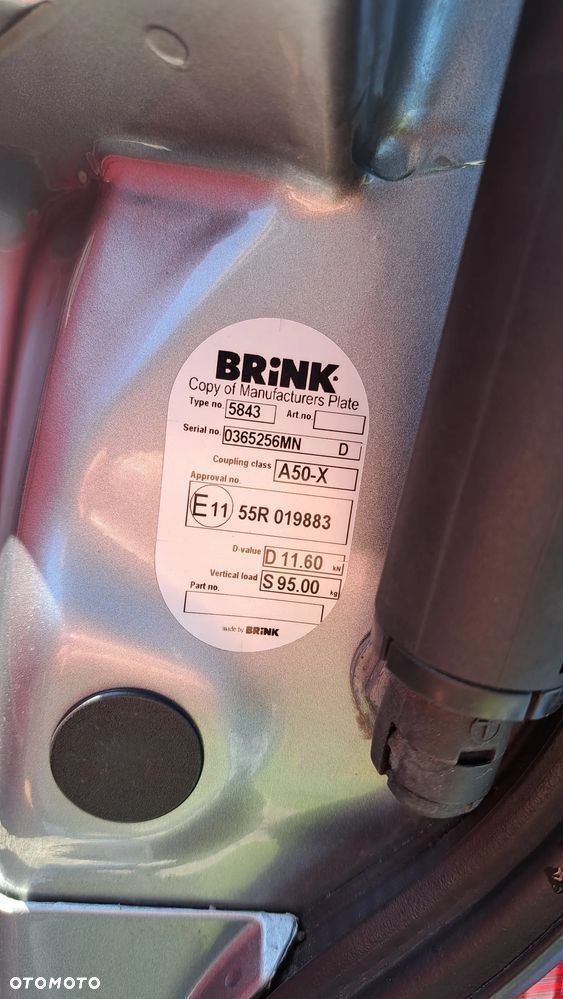 BRiNK
Copy of Manufacturers Plate
Type no. 5843 Art.no.
Serial no. 0365256MN D
Coupling class A50-X
Approval no.
E11 55R 019883
D-value D 11.60 kN
Vertical load S 95.00 kg
Part no.
made by BRiNK
OTOMOTO